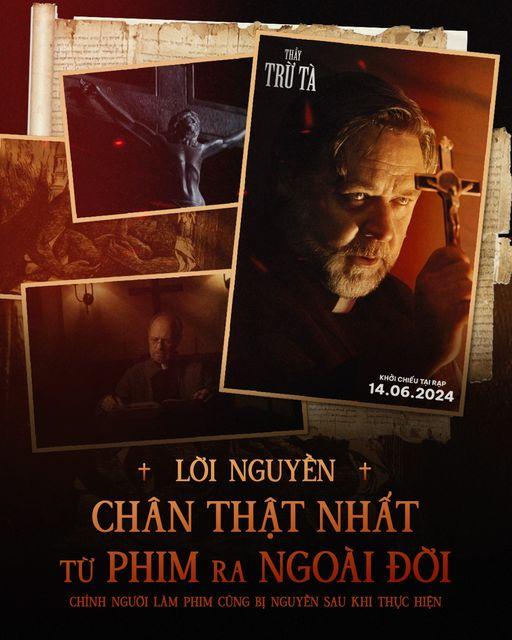 THẦY
TRỪ TÀ
KHỞI CHIẾU TẠI RẠP
14.06.2024
LỜI NGUYỀN
CHÂN THẬT NHẤT
TỪ PHIM RA NGOÀI ĐỜI
CHÍNH NGƯỜI LÀM PHIM CŨNG BỊ NGUYỀN SAU KHI THỰC HIỆN